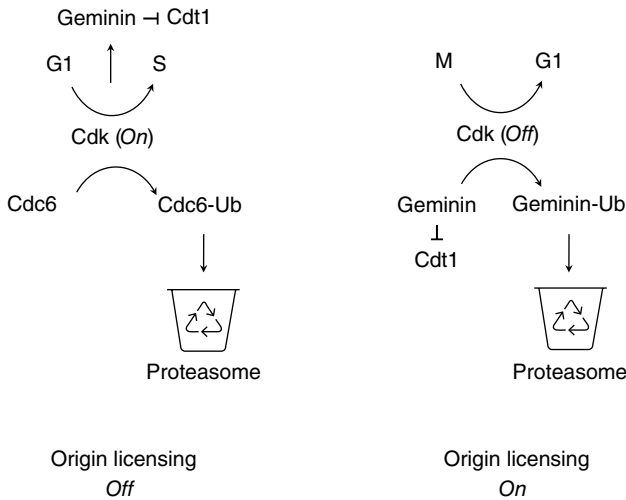 Geminin ⊣ Cdt1
G1 S
Cdk (On)
Cdc6 Cdc6-Ub
Proteasome
Origin licensing
Off
M G1
Cdk (Off)
Geminin Geminin-Ub
Cdt1
Proteasome
Origin licensing
On